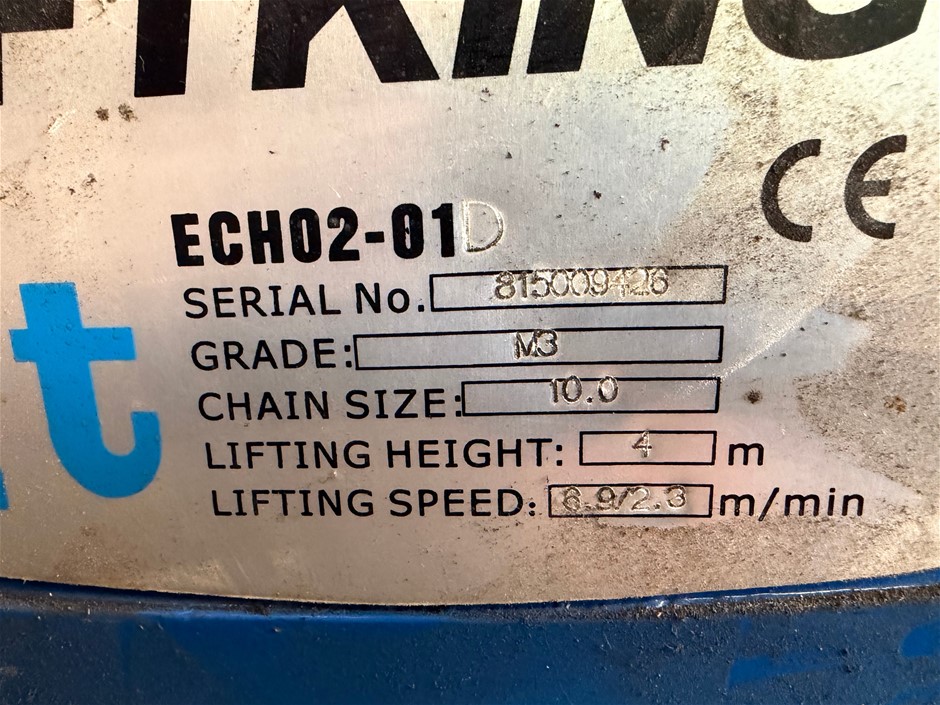 FTKING
CE
ECH02-01D
SERIAL No. 815009426
GRADE: M3
CHAIN SIZE: 10.0
LIFTING HEIGHT: 4 m
t
LIFTING SPEED: 6.9/2.3 m/min